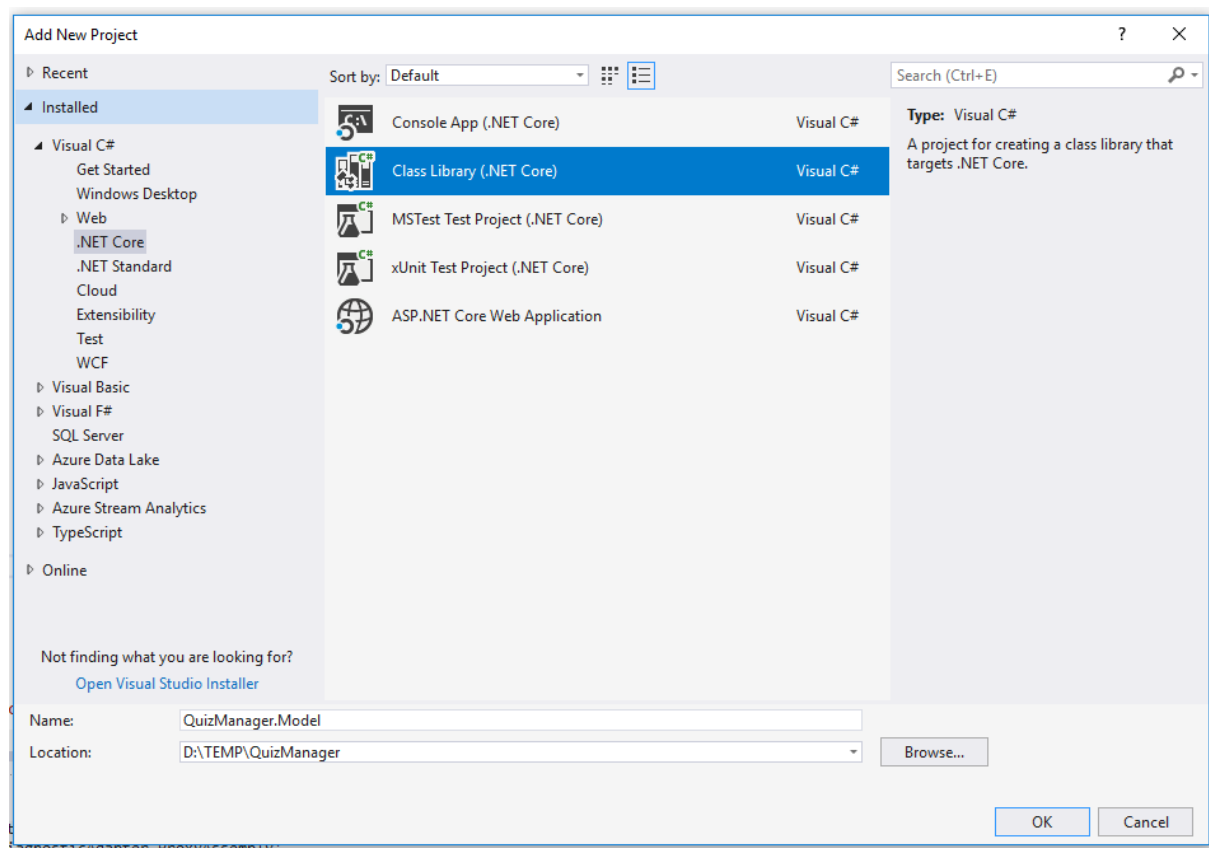 Add New Project
?
Recent
Installed
Visual C#
Get Started
Windows Desktop
Web
.NET Core
.NET Standard
Cloud
Extensibility
Test
WCF
Visual Basic
Visual F#
SQL Server
Azure Data Lake
JavaScript
Azure Stream Analytics
TypeScript
Online
Not finding what you are looking for?
Open Visual Studio Installer
Sort by: Default
Console App (.NET Core) Visual C#
Class Library (.NET Core) Visual C#
MSTest Test Project (.NET Core) Visual C#
xUnit Test Project (.NET Core) Visual C#
ASP.NET Core Web Application Visual C#
Search (Ctrl+E)
Type: Visual C#
A project for creating a class library that
targets .NET Core.
Name: QuizManager.Model
Location: D:\TEMP\QuizManager
Browse...
OK Cancel